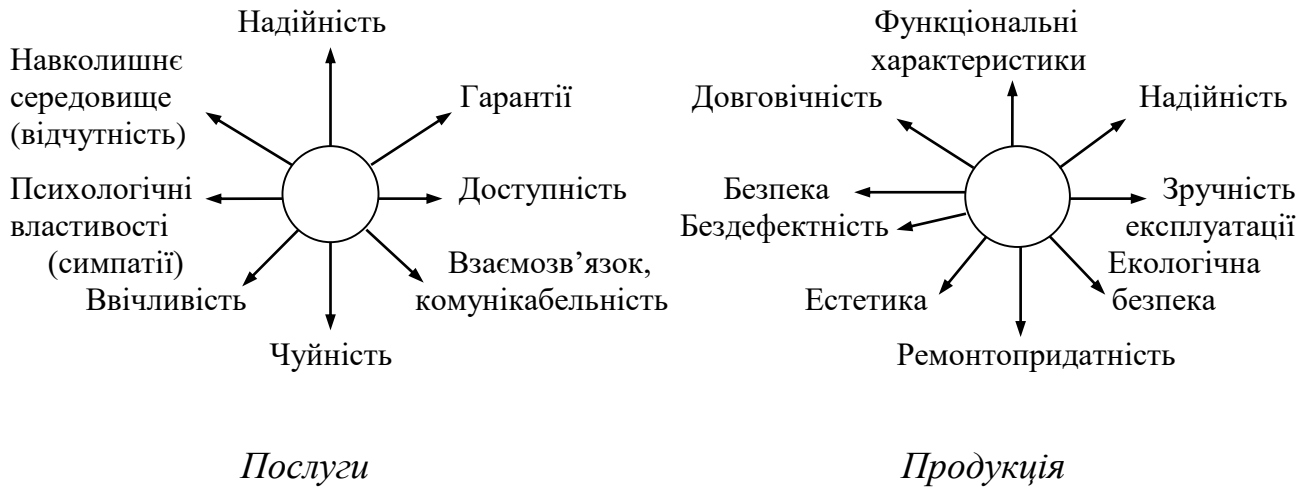 Надійність
Навколишнє
середовище
(відчутність)
Гарантії
Психологічні
властивості
(симпатії)
Доступність
Ввічливість
Взаємозв’язок,
комунікабельність
Чуйність
Послуги
Функціональні
характеристики
Довговічність
Надійність
Безпека
Бездефектність
Зручність
експлуатації
Екологічна
безпека
Естетика
Ремонтопридатність
Продукція